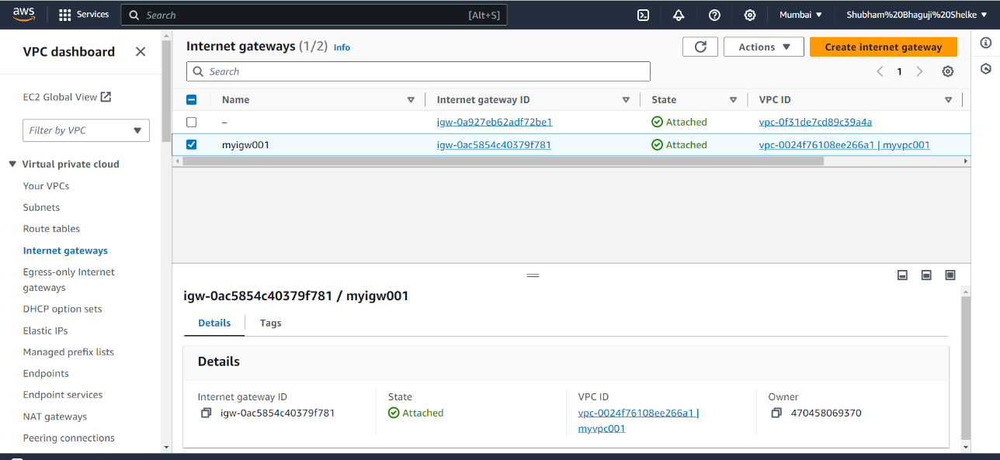 aws Services Search [Alt+S] Mumbai Shubham%20Bhaguji%20Shelke
VPC dashboard
EC2 Global View
Filter by VPC
Virtual private cloud
Your VPCs
Subnets
Route tables
Internet gateways
Egress-only Internet
gateways
DHCP option sets
Elastic IPs
Managed prefix lists
Endpoints
Endpoint services
NAT gateways
Peering connections
Internet gateways (1/2) Info
Actions
Create internet gateway
Search
1
Name Internet gateway ID State VPC ID
– igw-0a927eb62adf72be1 Attached vpc-0f31de7cd89c39a4a
myigw001 igw-0ac5854c40379f781 Attached vpc-0024f76108ee266a1 | myvpc001
igw-0ac5854c40379f781 / myigw001
Details Tags
Details
Internet gateway ID State VPC ID Owner
igw-0ac5854c40379f781 Attached vpc-0024f76108ee266a1 | 470458069370
myvpc001